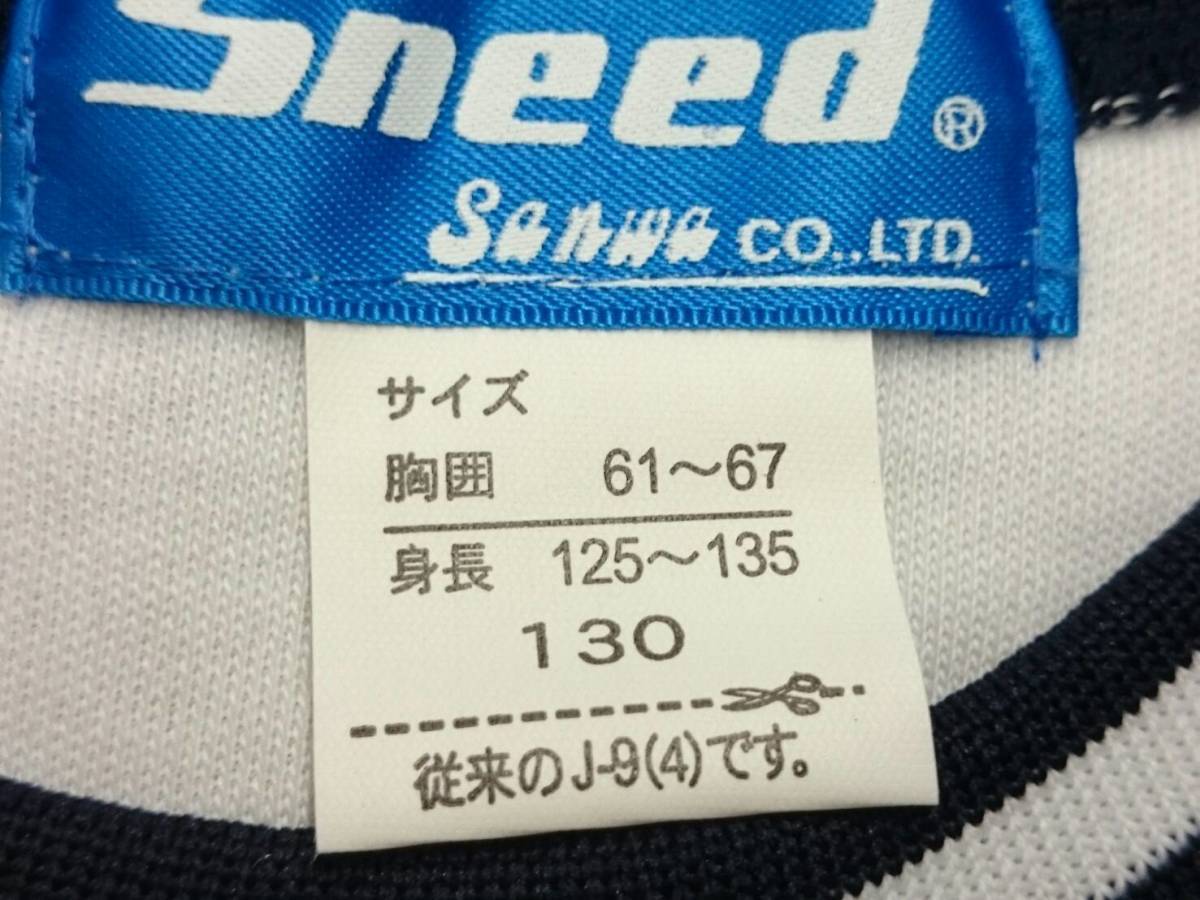 Sneed®
Sanwa CO.,LTD.
サイズ
胸囲 61～67
身長 125～135
130
従来のJ-9(4)です。